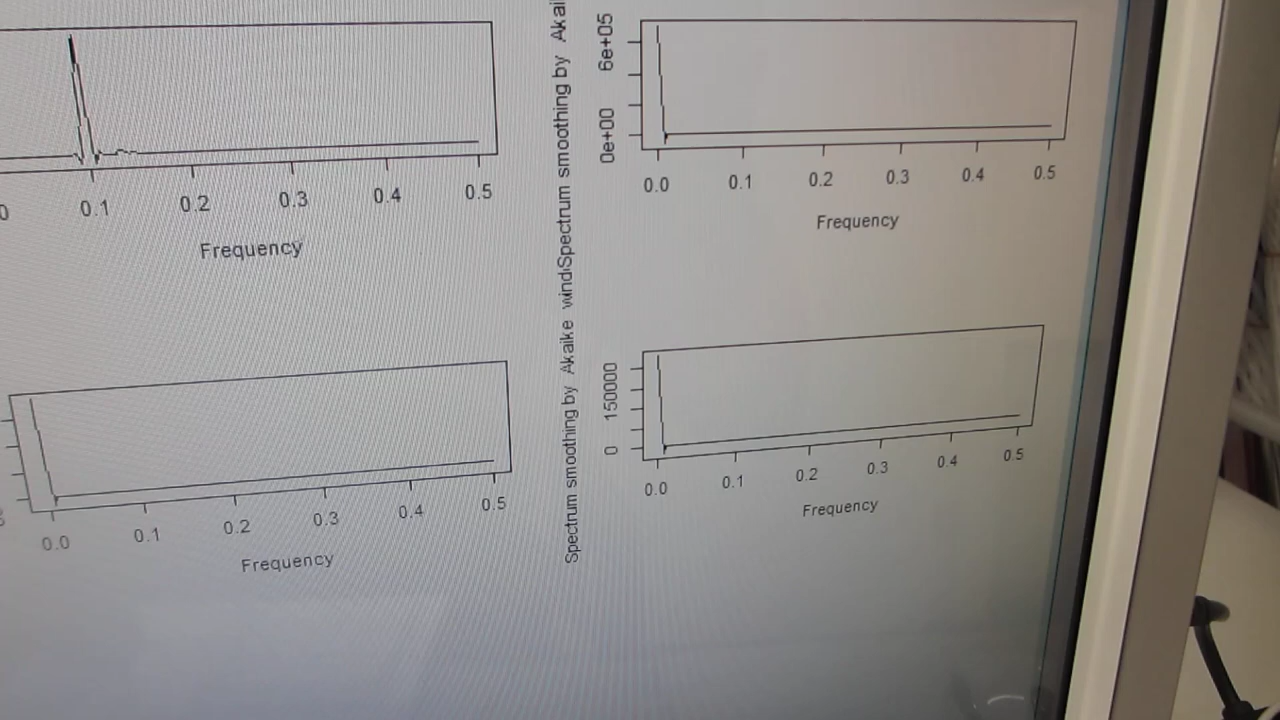 0.1 0.2 0.3 0.4 0.5
Frequency
0.0 0.1 0.2 0.3 0.4 0.5
Frequency
Spectrum smoothing by Akaike windi
Spectrum smoothing by Akai
0e+00 6e+05
0.0 0.1 0.2 0.3 0.4 0.5
Frequency
0 150000
0.0 0.1 0.2 0.3 0.4 0.5
Frequency